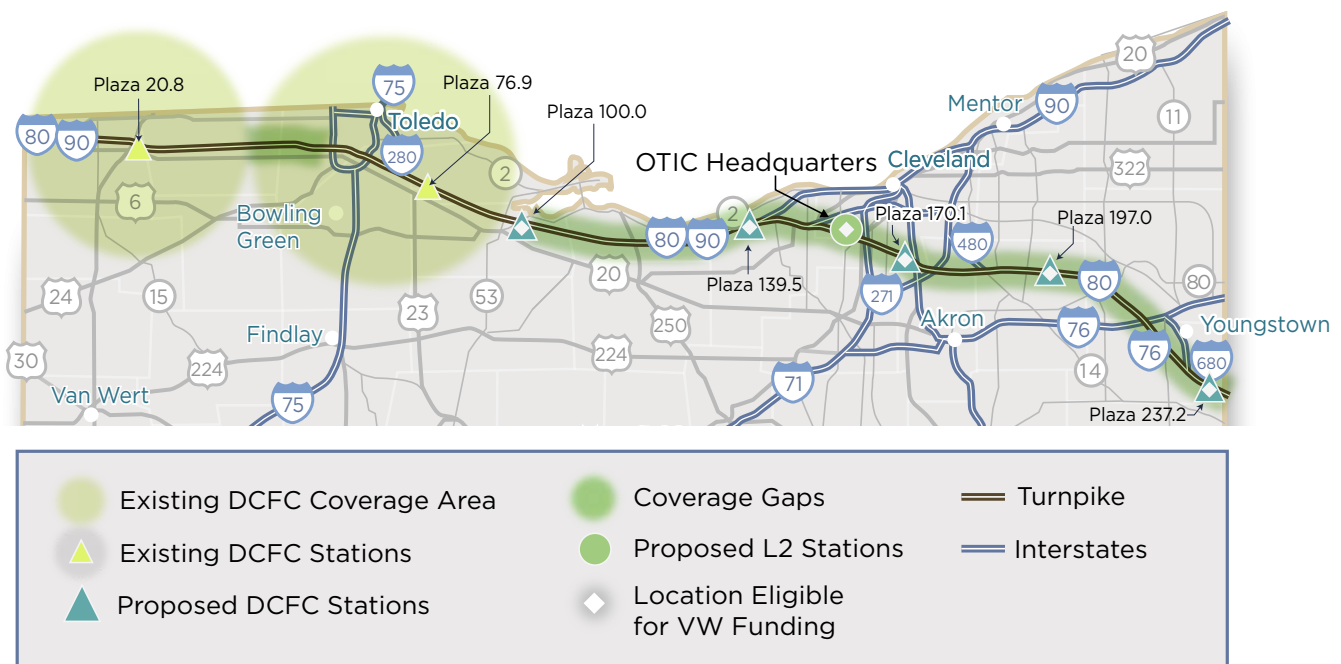 20
75
Plaza 20.8
Plaza 76.9
Mentor
90
Plaza 100.0
11
Toledo
80
90
280
OTIC Headquarters
Cleveland
322
2
6
Bowling
Green
2
Plaza 170.1
Plaza 197.0
80
90
480
20
Plaza 139.5
80
80
24
15
53
271
23
250
Akron
76
Youngstown
Findlay
224
76
680
30
224
14
71
Van Wert
75
Plaza 237.2
Existing DCFC Coverage Area
Existing DCFC Stations
Proposed DCFC Stations
Coverage Gaps
Proposed L2 Stations
Location Eligible
for VW Funding
Turnpike
Interstates